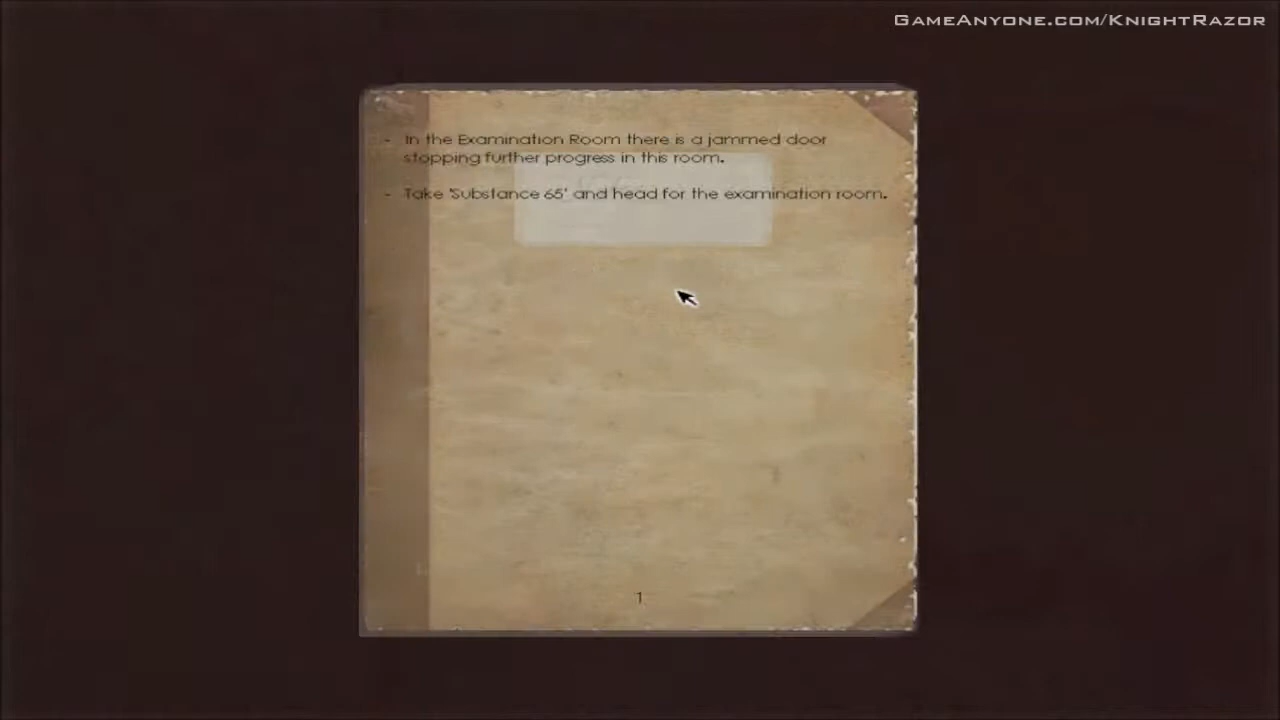 GameAnyone.com/KnightRazor
- In the Examination Room there is a jammed door
stopping further progress in this room.
- Take 'Substance 65' and head for the examination room.
1